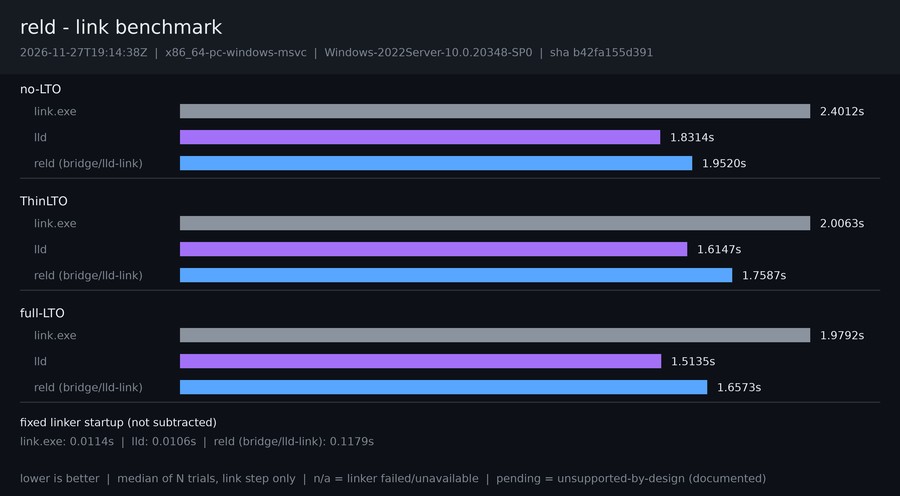 reld - link benchmark
2026-11-27T19:14:38Z | x86_64-pc-windows-msvc | Windows-2022Server-10.0.20348-SP0 | sha b42fa155d391
no-LTO
link.exe 2.4012s
lld 1.8314s
reld (bridge/lld-link) 1.9520s
ThinLTO
link.exe 2.0063s
lld 1.6147s
reld (bridge/lld-link) 1.7587s
full-LTO
link.exe 1.9792s
lld 1.5135s
reld (bridge/lld-link) 1.6573s
fixed linker startup (not subtracted)
link.exe: 0.0114s | lld: 0.0106s | reld (bridge/lld-link): 0.1179s
lower is better | median of N trials, link step only | n/a = linker failed/unavailable | pending = unsupported-by-design (documented)